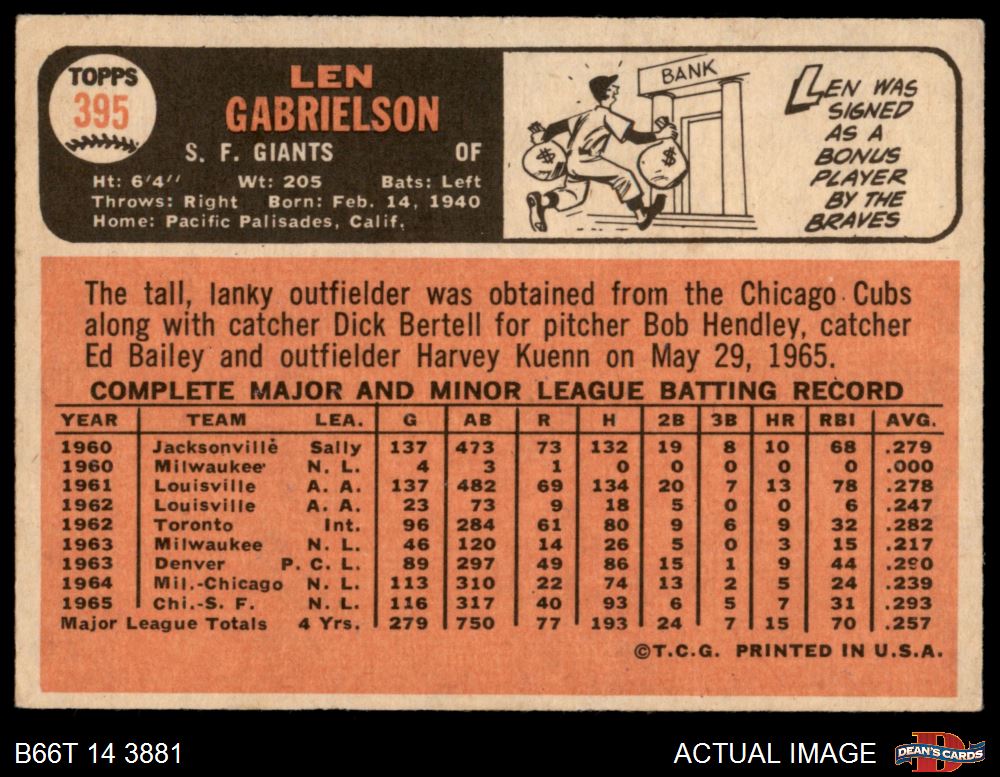 TOPPS
395
LEN
GABRIELSON
S. F. GIANTS OF
Ht: 6'4'' Wt: 205 Bats: Left
Throws: Right Born: Feb. 14, 1940
Home: Pacific Palisades, Calif.
BANK
$ $
LEN WAS
SIGNED
AS A
BONUS
PLAYER
BY THE
BRAVES
The tall, lanky outfielder was obtained from the Chicago Cubs
along with catcher Dick Bertell for pitcher Bob Hendley, catcher
Ed Bailey and outfielder Harvey Kuenn on May 29, 1965.
COMPLETE MAJOR AND MINOR LEAGUE BATTING RECORD
YEAR TEAM LEA. G AB R H 2B 3B HR RBI AVG.
1960 Jacksonville Sally 137 473 73 132 19 8 10 68 .279
1960 Milwaukee N. L. 4 3 1 0 0 0 0 0 .000
1961 Louisville A. A. 137 482 69 134 20 7 13 78 .278
1962 Louisville A. A. 23 73 9 18 5 0 0 6 .247
1962 Toronto Int. 96 284 61 80 9 6 9 32 .282
1963 Milwaukee N. L. 46 120 14 26 5 0 3 15 .217
1963 Denver P. C. L. 89 297 49 86 15 1 9 44 .290
1964 Mil.-Chicago N. L. 113 310 22 74 13 2 5 24 .239
1965 Chi.-S. F. N. L. 116 317 40 93 6 5 7 31 .293
Major League Totals 4 Yrs. 279 750 77 193 24 7 15 70 .257
©T.C.G. PRINTED IN U.S.A.
B66T 14 3881 ACTUAL IMAGE DEAN'S CARDS